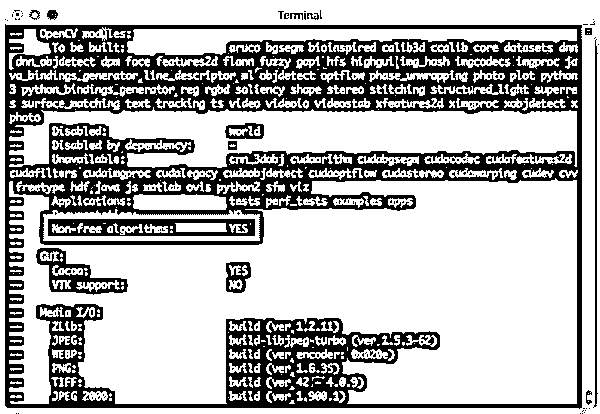 Terminal
-- OpenCV modules:
-- To be built: aruco bgsegm bioinspired calib3d ccalib core datasets dnn
dnn_objdetect dpm face features2d flann fuzzy gapi hfs highgui img_hash imgcodecs imgproc ja
va_bindings_generator line_descriptor ml objdetect optflow phase_unwrapping photo plot python
3 python_bindings_generator reg rgbd saliency shape stereo stitching structured_light superre
s surface_matching text tracking ts video videoio videostab xfeatures2d ximgproc xobjdetect x
photo
-- Disabled: world
-- Disabled by dependency: -
-- Unavailable: cnn_3dobj cudaarithm cudabgsegm cudacodec cudafeatures2d
cudafilters cudaimgproc cudalegacy cudaobjdetect cudaoptflow cudastereo cudawarping cudev cvv
freetype hdf java js matlab ovis python2 sfm viz
-- Applications: tests perf_tests examples apps
-- Documentation: NO
-- Non-free algorithms: YES
-- GUI:
-- Cocoa: YES
-- VTK support: NO
-- Media I/O:
-- ZLib: build (ver 1.2.11)
-- JPEG: build-libjpeg-turbo (ver 1.5.3-62)
-- WEBP: build (ver encoder: 0x020e)
-- PNG: build (ver 1.6.35)
-- TIFF: build (ver 42 - 4.0.9)
-- JPEG 2000: build (ver 1.900.1)